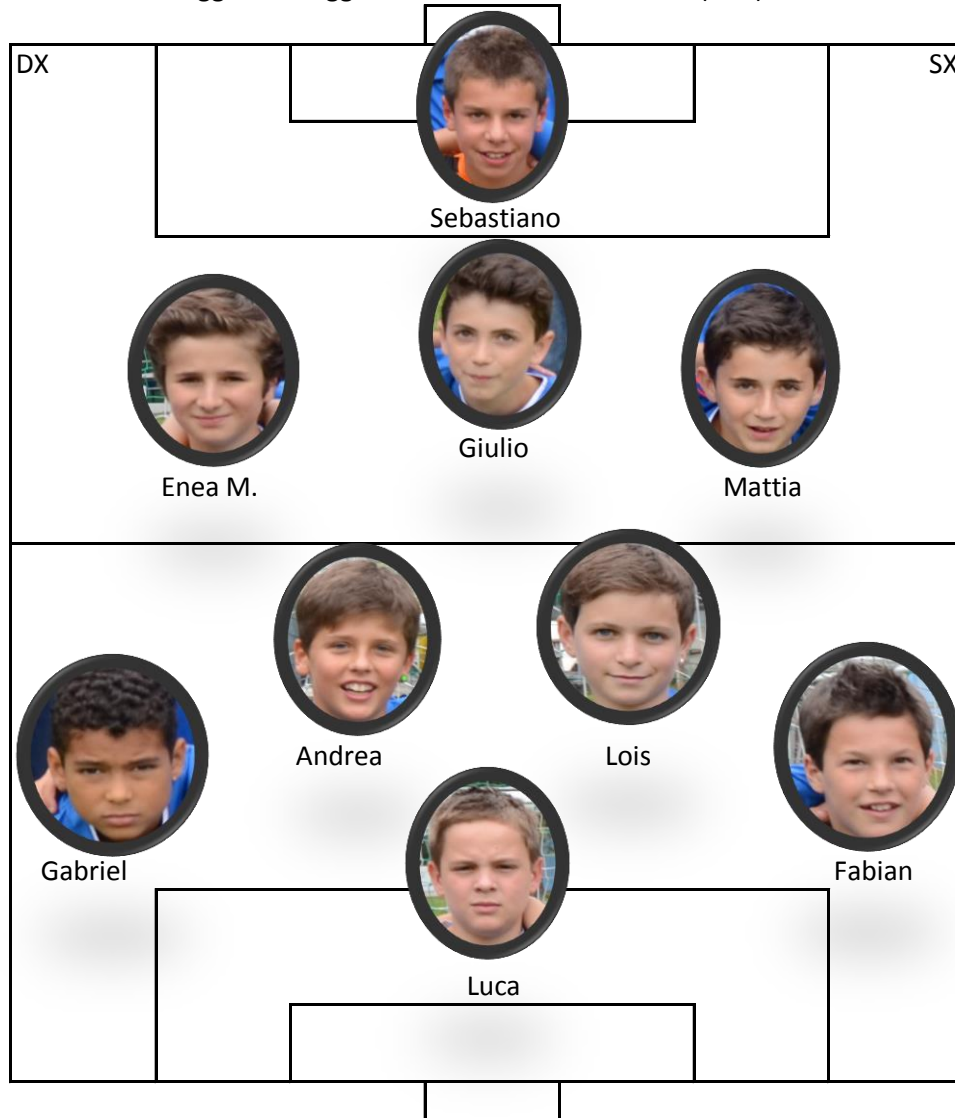 DX
SX
Sebastiano
Giulio
Enea M.
Mattia
Andrea
Lois
Gabriel
Fabian
Luca